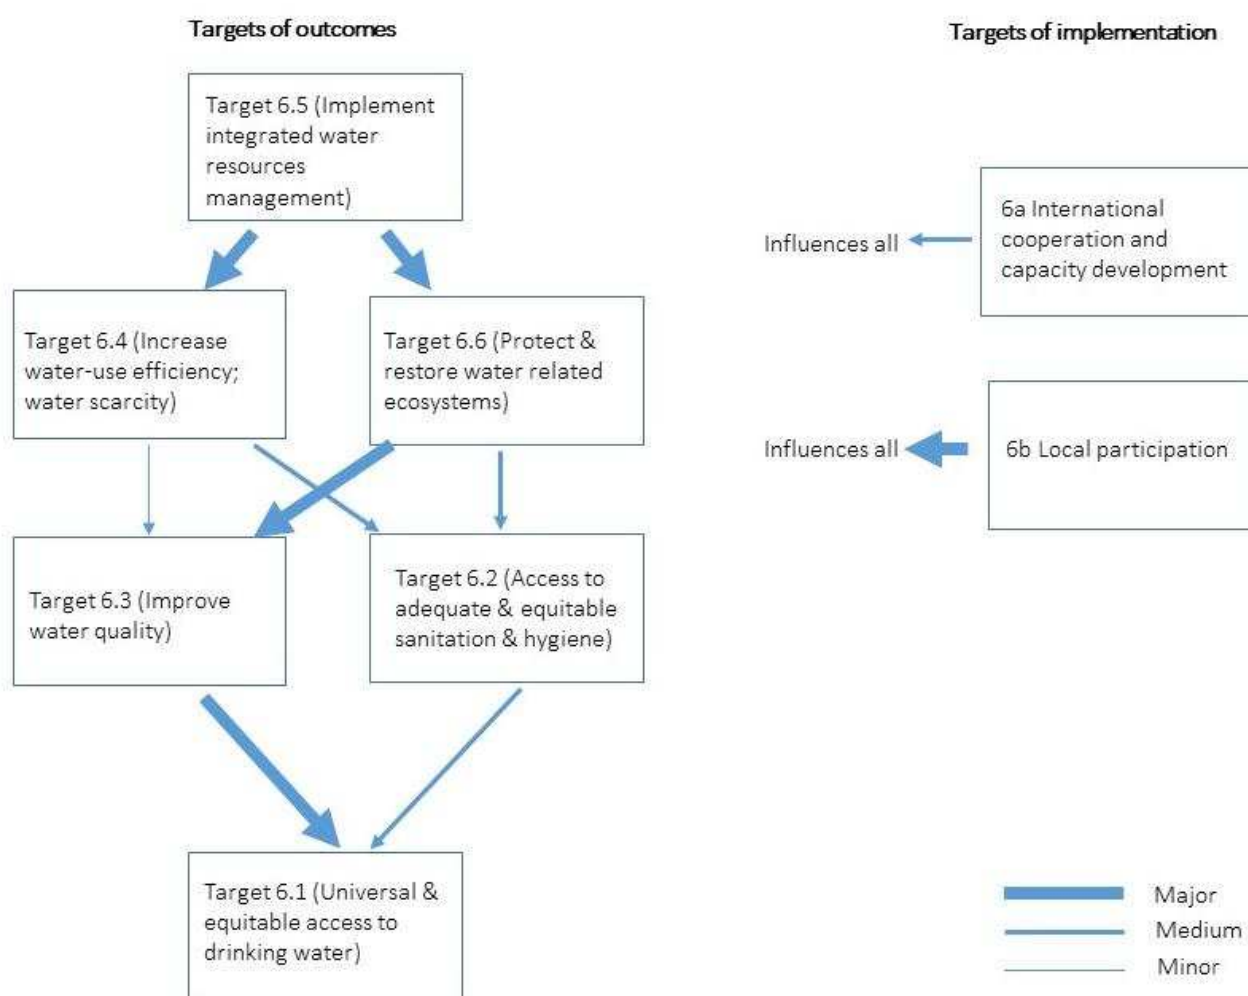 Targets of outcomes
Targets of implementation
Target 6.5 (Implement
integrated water
resources
management)
6a International
cooperation and
capacity development
Influences all
Target 6.4 (Increase
water-use efficiency;
water scarcity)
Target 6.6 (Protect &
restore water related
ecosystems)
Influences all
6b Local participation
Target 6.3 (Improve
water quality)
Target 6.2 (Access to
adequate & equitable
sanitation & hygiene)
Target 6.1 (Universal &
equitable access to
drinking water)
Major
Medium
Minor